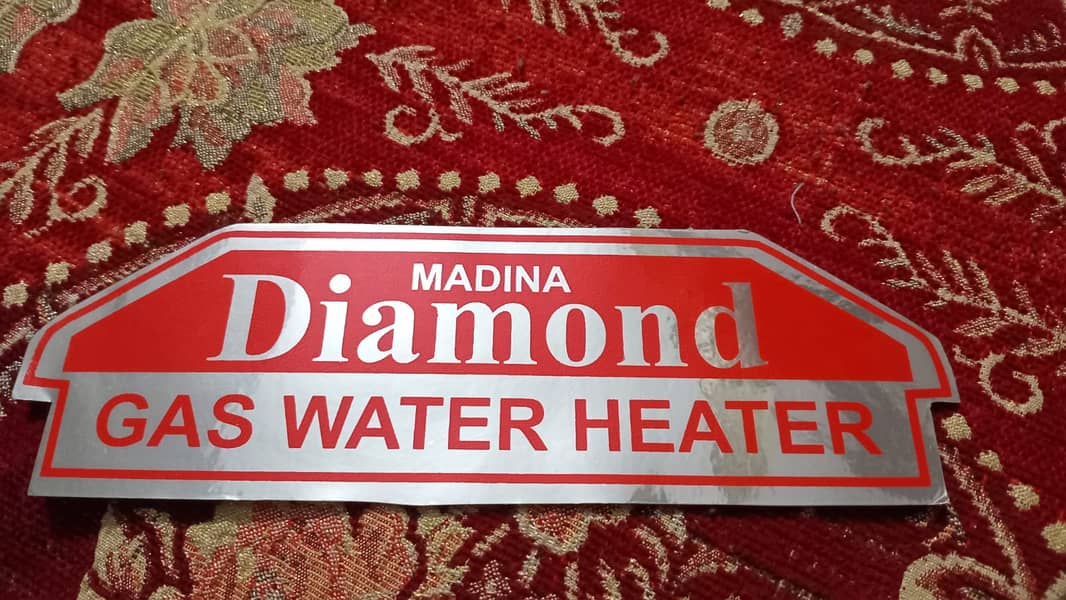 MADINA
Diamond
GAS WATER HEATER